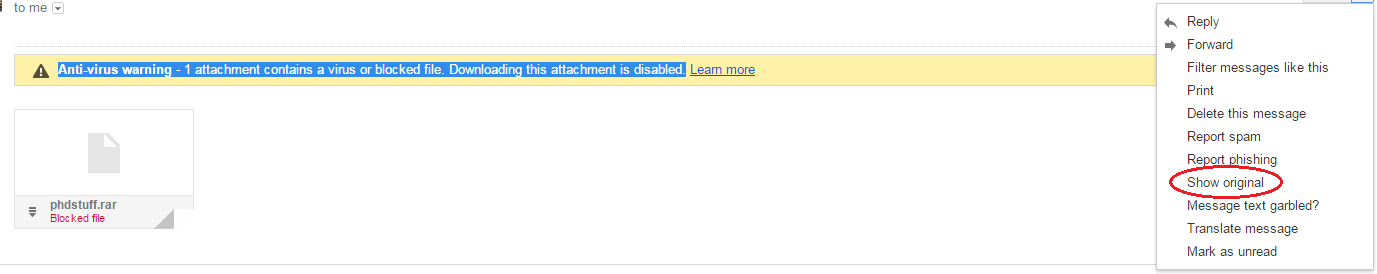 to me
Anti-virus warning - 1 attachment contains a virus or blocked file. Downloading this attachment is disabled. Learn more
phdstuff.rar
Blocked file
Reply
Forward
Filter messages like this
Print
Delete this message
Report spam
Report phishing
Show original
Message text garbled?
Translate message
Mark as unread